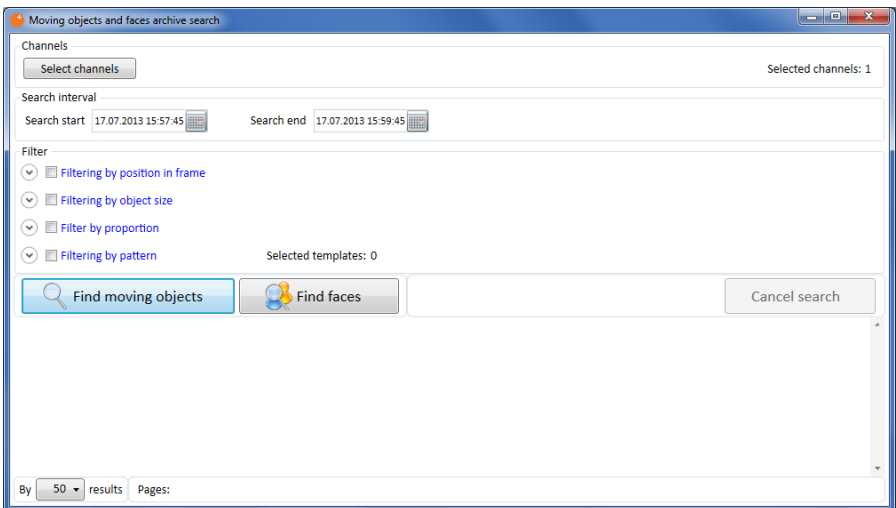 Moving objects and faces archive search
Channels
Select channels Selected channels: 1
Search interval
Search start 17.07.2013 15:57:45 Search end 17.07.2013 15:59:45
Filter
Filtering by position in frame
Filtering by object size
Filter by proportion
Filtering by pattern Selected templates: 0
Find moving objects Find faces Cancel search
By 50 results Pages: